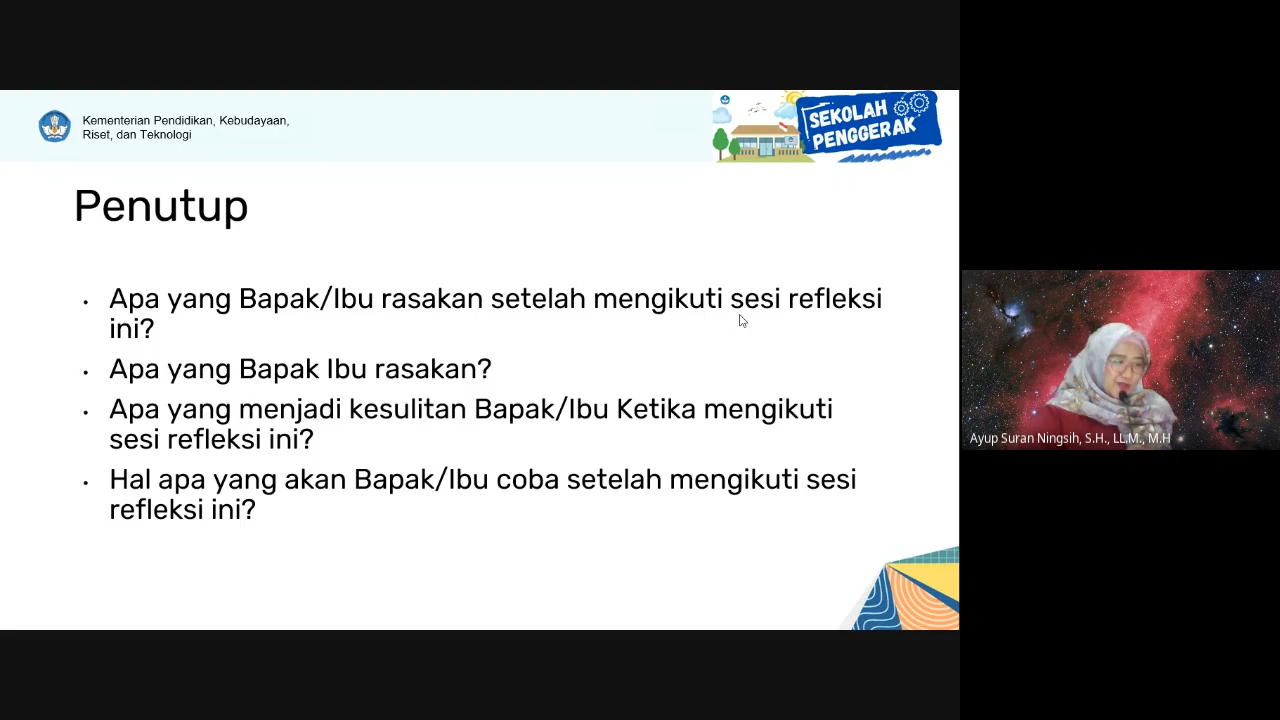 Kementerian Pendidikan, Kebudayaan,
Riset, dan Teknologi
SEKOLAH
PENGGERAK
Penutup
• Apa yang Bapak/Ibu rasakan setelah mengikuti sesi refleksi
ini?
• Apa yang Bapak Ibu rasakan?
• Apa yang menjadi kesulitan Bapak/Ibu Ketika mengikuti
sesi refleksi ini?
• Hal apa yang akan Bapak/Ibu coba setelah mengikuti sesi
refleksi ini?
Ayup Suran Ningsih, S.H., LL.M., M.H